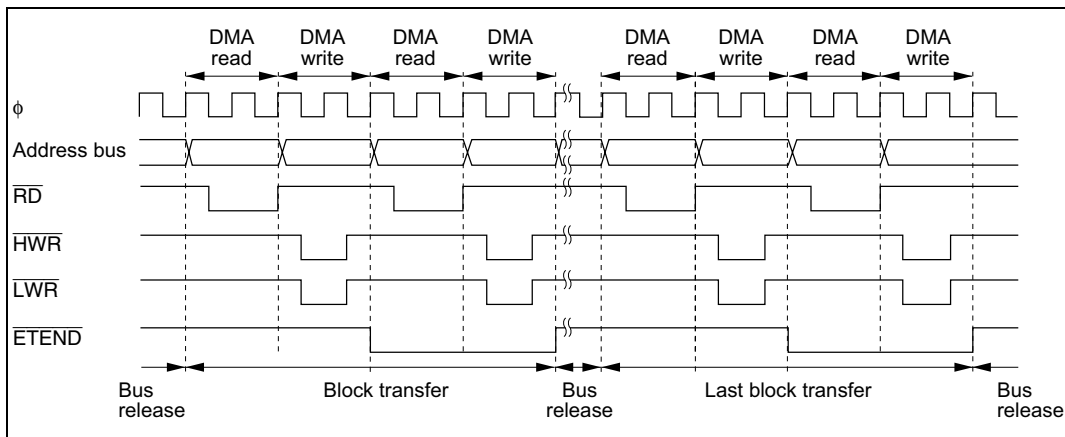 DMA read DMA write DMA read DMA write DMA read DMA write DMA read DMA write
ϕ
Address bus
RD
HWR
LWR
ETEND
Bus release Block transfer Bus release Last block transfer Bus release